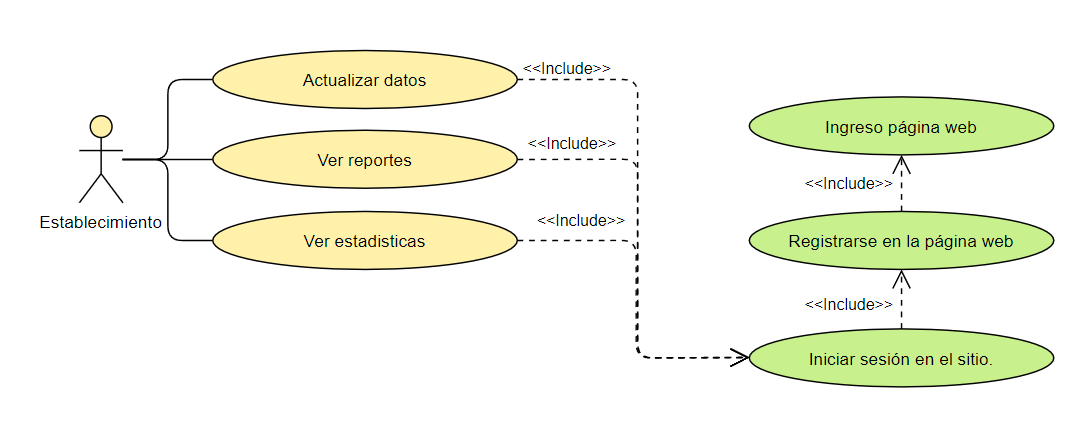 Actualizar datos
<<Include>>
Ver reportes
<<Include>>
Ver estadisticas
<<Include>>
Establecimiento
Ingreso página web
<<Include>>
Registrarse en la página web
<<Include>>
Iniciar sesión en el sitio.